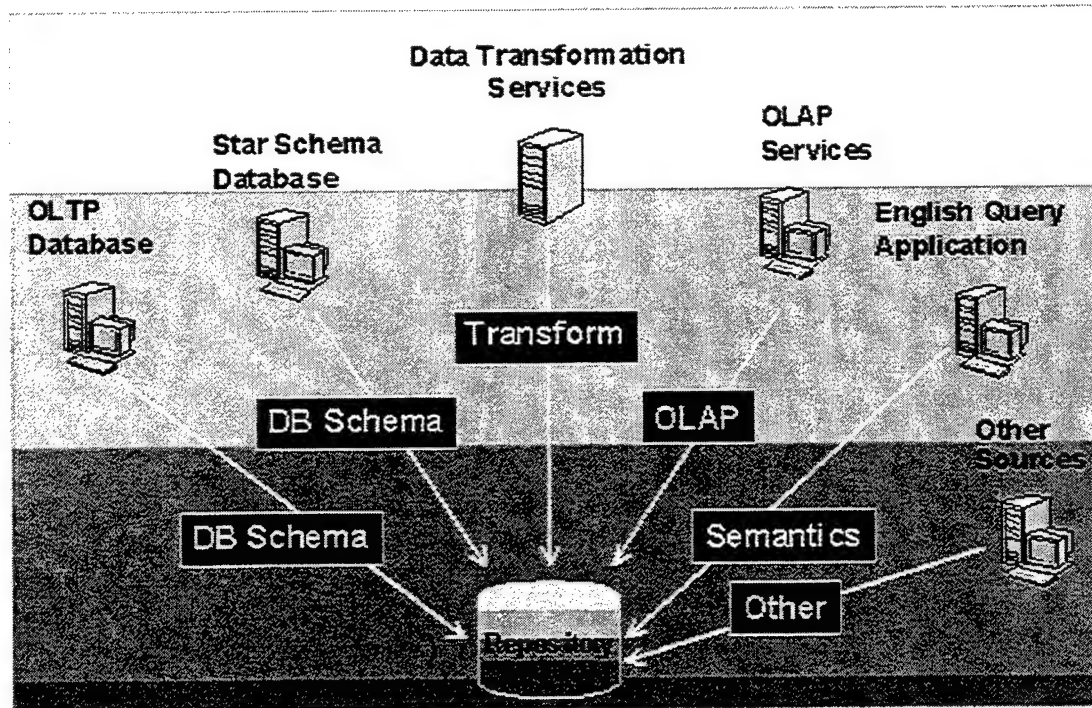 Data Transformation
Services
OLAP
Services
Star Schema
Database
OLTP
Database
English Query
Application
Transform
DB Schema
OLAP
Other
Sources
DB Schema
Semantics
Other
Repository